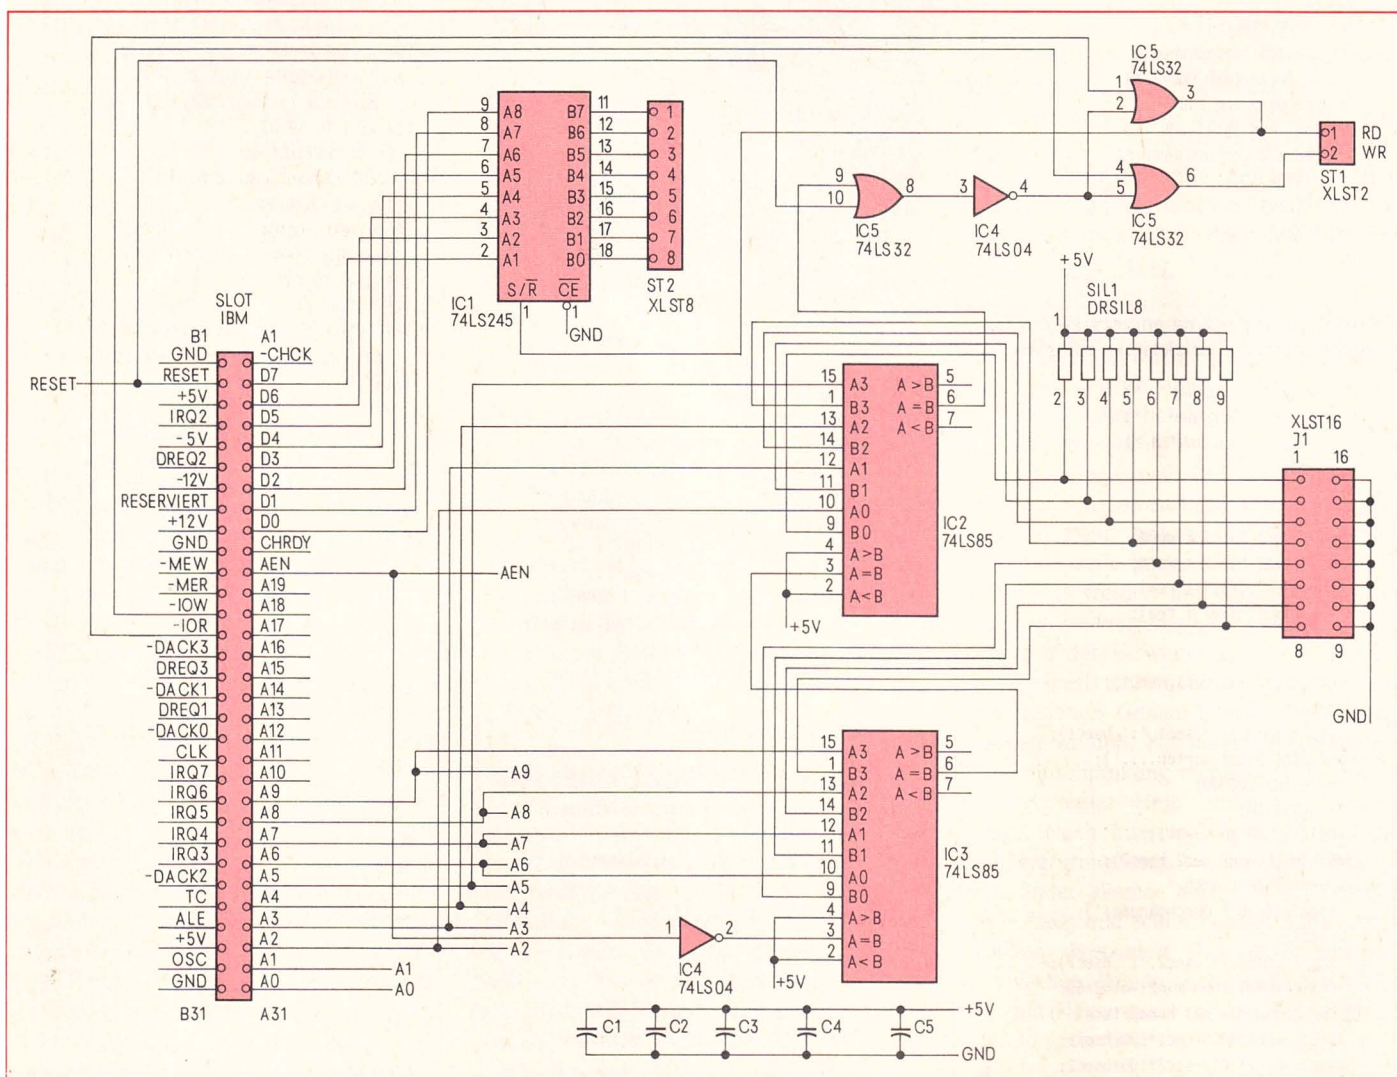 IC5
74LS32
1
2
3
RD
WR
1
2
ST1
XLST2
4
5
6
IC5
74LS32
9
10
8
IC5
74LS32
3
4
IC4
74LS04
9 A8 B7 11 1
8 A7 B6 12 2
7 A6 B5 13 3
6 A5 B4 14 4
5 A4 B3 15 5
4 A3 B2 16 6
3 A2 B1 17 7
2 A1 B0 18 8
S/R CE
IC1
74LS245
1
1
GND
ST2
XLST8
+5V
SIL1
DRSIL8
1
2 3 4 5 6 7 8 9
SLOT
IBM
B1 A1
GND -CHCK
RESET
RESET D7
+5V D6
IRQ2 D5
-5V D4
DREQ2 D3
-12V D2
RESERVIERT D1
+12V D0
GND CHRDY
-MEW AEN
AEN
-MER A19
-IOW A18
-IOR A17
-DACK3 A16
DREQ3 A15
-DACK1 A14
DREQ1 A13
-DACK0 A12
CLK A11
IRQ7 A10
IRQ6 A9
IRQ5 A8
IRQ4 A7
IRQ3 A6
-DACK2 A5
TC A4
ALE A3
+5V A2
OSC A1
GND A0
B31 A31
A9
A8
A7
A6
A5
A4
A3
A2
A1
A0
15 A3 A>B 5
1 B3 A=B 6
13 A2 A<B 7
14 B2
12 A1
11 B1
10 A0
9 B0
4 A>B
3 A=B
2 A<B
IC2
74LS85
+5V
XLST16
J1
1 16
8 9
GND
15 A3 A>B 5
1 B3 A=B 6
13 A2 A<B 7
14 B2
12 A1
11 B1
10 A0
9 B0
4 A>B
3 A=B
2 A<B
IC3
74LS85
+5V
1
2
IC4
74LS04
+5V
C1 C2 C3 C4 C5
GND